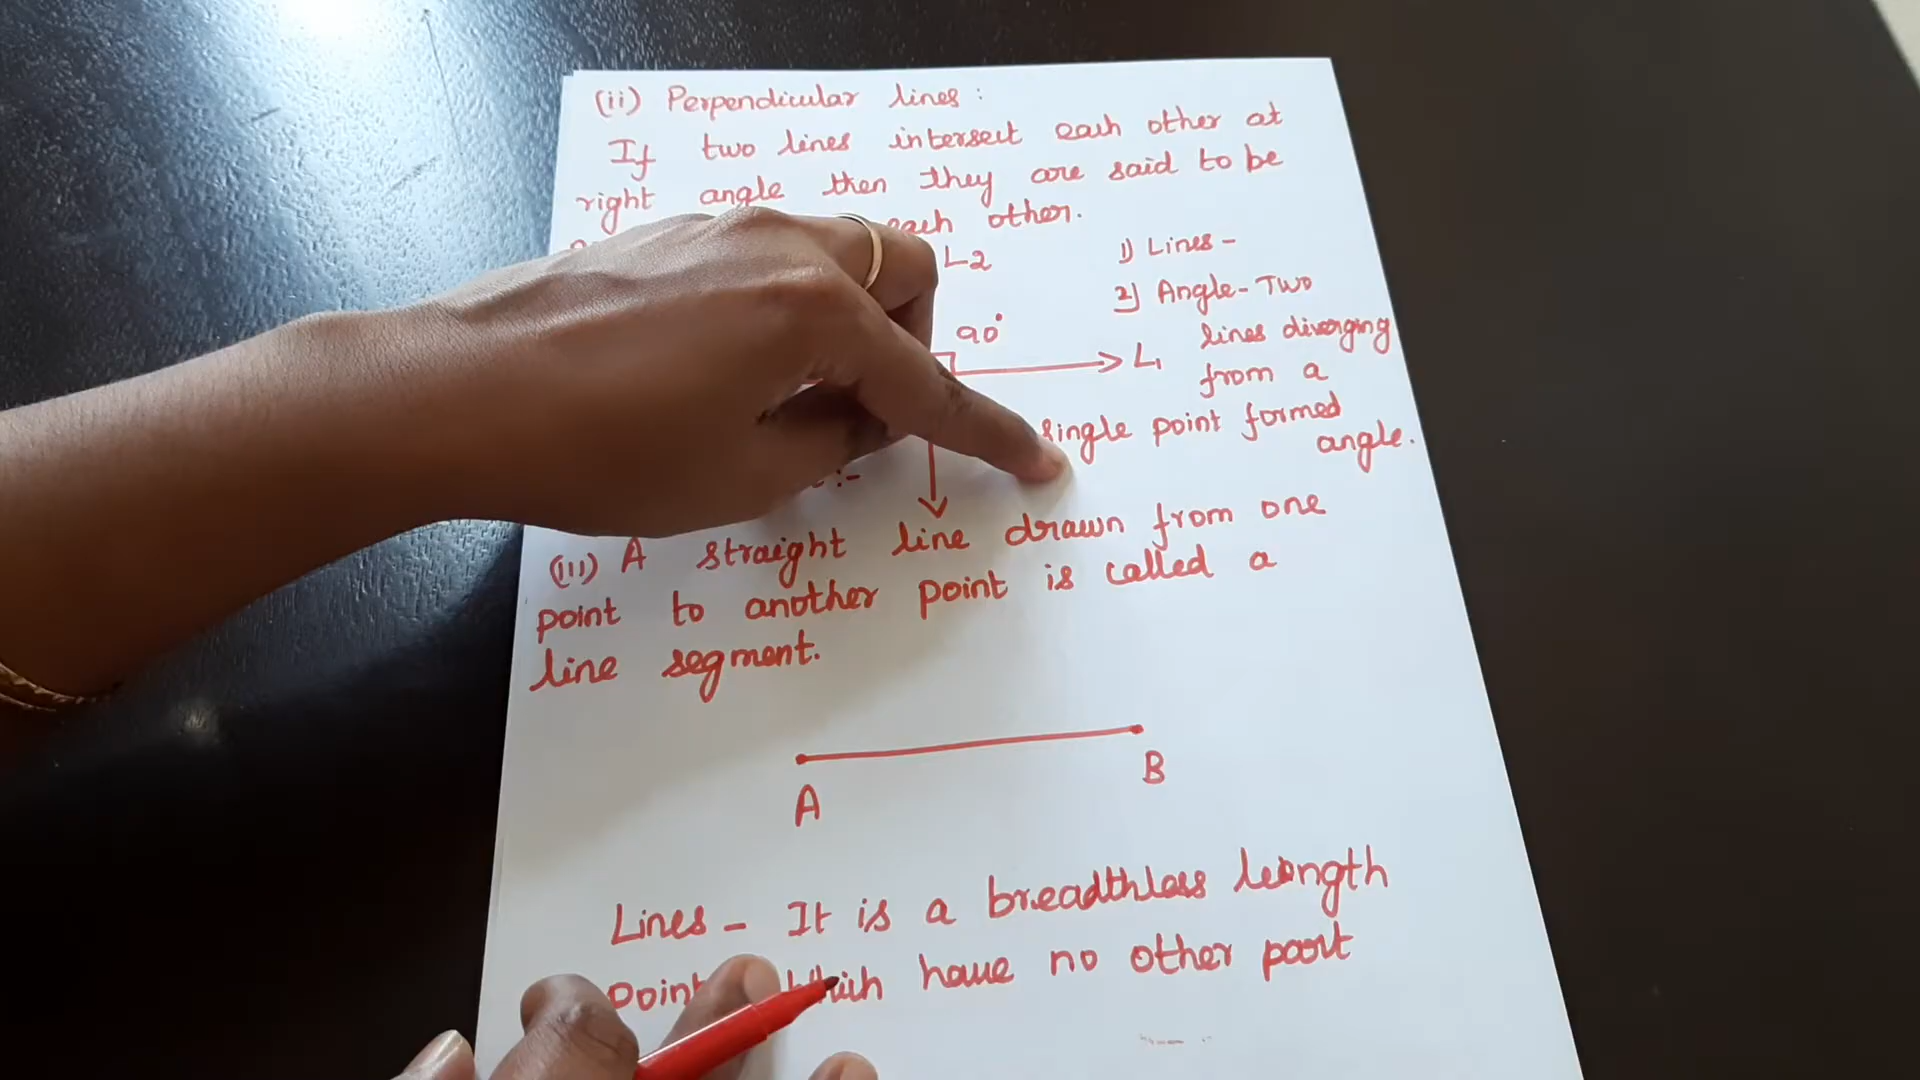 (ii) Perpendicular lines :
If two lines intersect each other at
right angle then they are said to be
each other.
L2
1) Lines -
2) Angle - Two
90°
lines diverging
L1
from a
single point formed
angle.
:-
(iii) A straight line drawn from one
point to another point is called a
line segment.
A
B
Lines - It is a breadthless length
Point which have no other part